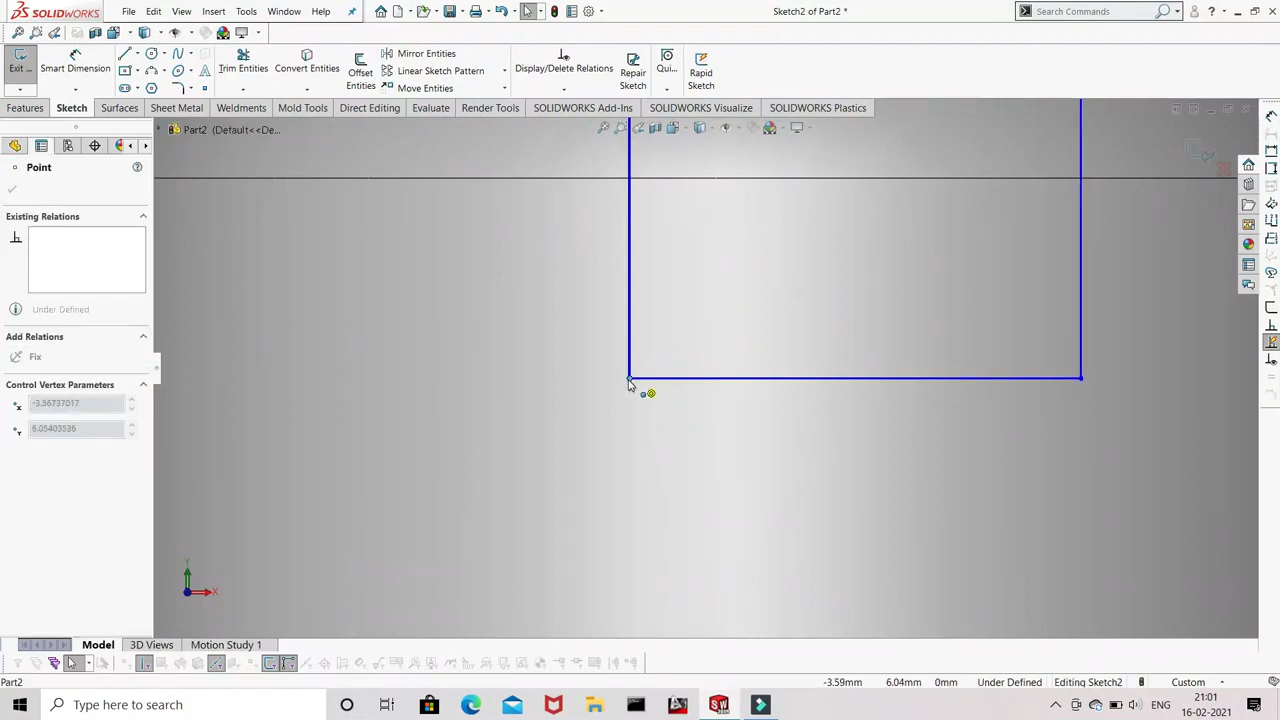 SOLIDWORKS
File Edit View Insert Tools Window Help
Sketch2 of Part2 *
Search Commands
Exit ...
Smart Dimension
Trim Entities
Convert Entities
Offset Entities
Mirror Entities
Linear Sketch Pattern
Move Entities
Display/Delete Relations
Repair Sketch
Qui...
Rapid Sketch
Features Sketch Surfaces Sheet Metal Weldments Mold Tools Direct Editing Evaluate Render Tools SOLIDWORKS Add-Ins SOLIDWORKS Visualize SOLIDWORKS Plastics
Part2 (Default<<De...
Point
Existing Relations
Under Defined
Add Relations
Fix
Control Vertex Parameters
-3.56737017
6.05403536
Y
X
Model 3D Views Motion Study 1
Part2
-3.59mm 6.04mm 0mm Under Defined Editing Sketch2 Custom
Type here to search
ENG
21:01
16-02-2021